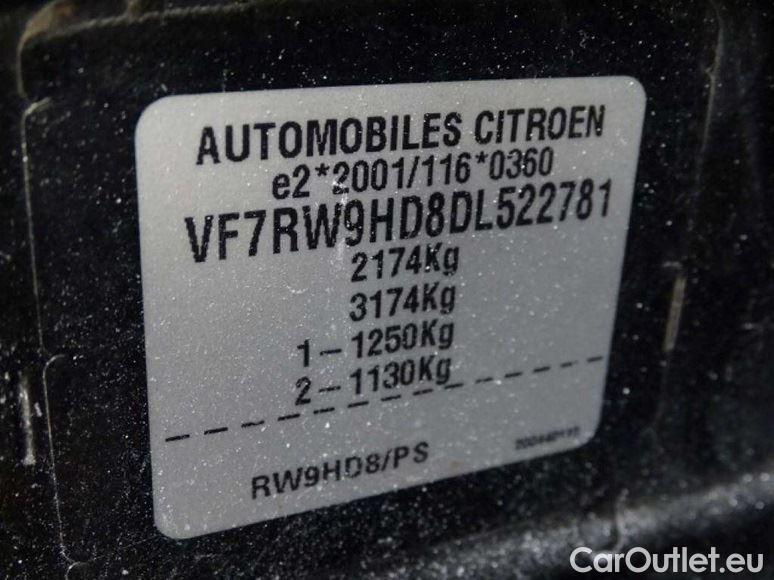 AUTOMOBILES CITROEN
e2*2001/116*0360
VF7RW9HD8DL522781
2174Kg
3174Kg
1-1250Kg
2-1130Kg
RW9HD8/PS
CarOutlet.eu